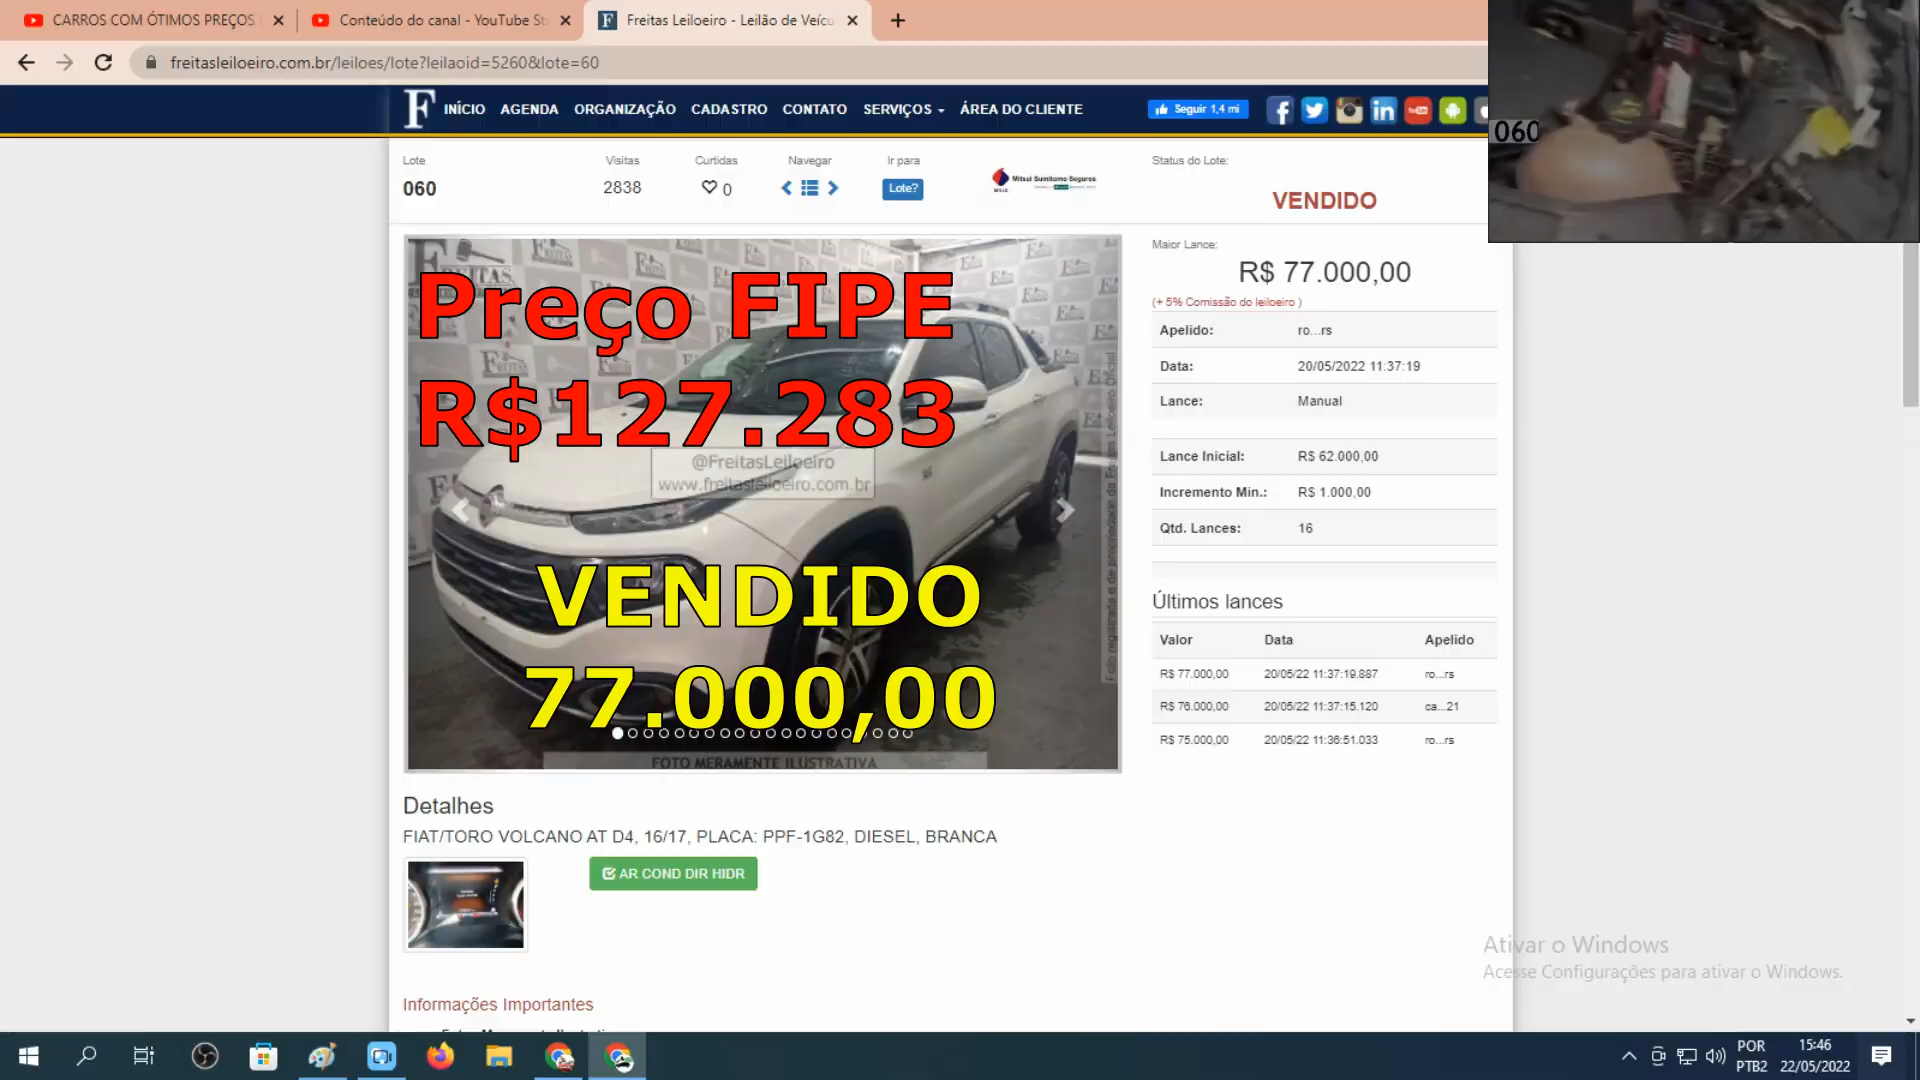 CARROS COM ÓTIMOS PREÇOS
Conteúdo do canal - YouTube St
Freitas Leiloeiro - Leilão de Veícu
freitasleiloeiro.com.br/leiloes/lote?leilaoid=5260&lote=60
F INÍCIO AGENDA ORGANIZAÇÃO CADASTRO CONTATO SERVIÇOS ÁREA DO CLIENTE Seguir 1,4 mi
060
Lote Visitas Curtidas Navegar Ir para Status do Lote:
060 2838 0 Lote? Mitsui Sumitomo Seguros
VENDIDO
Maior Lance:
R$ 77.000,00
(+ 5% Comissão do leiloeiro )
Apelido: ro...rs
Data: 20/05/2022 11:37:19
Lance: Manual
Lance Inicial: R$ 62.000,00
Incremento Min.: R$ 1.000,00
Qtd. Lances: 16
Últimos lances
Valor Data Apelido
R$ 77.000,00 20/05/22 11:37:19.887 ro...rs
R$ 76.000,00 20/05/22 11:37:15.120 ca...21
R$ 75.000,00 20/05/22 11:36:51.033 ro...rs
Preço FIPE
R$127.283
@FreitasLeiloeiro
www.freitasleiloeiro.com.br
VENDIDO
77.000,00
FOTO MERAMENTE ILUSTRATIVA
Detalhes
FIAT/TORO VOLCANO AT D4, 16/17, PLACA: PPF-1G82, DIESEL, BRANCA
AR COND DIR HIDR
Informações Importantes
Ativar o Windows
Acesse Configurações para ativar o Windows.
POR
PTB2
15:46
22/05/2022